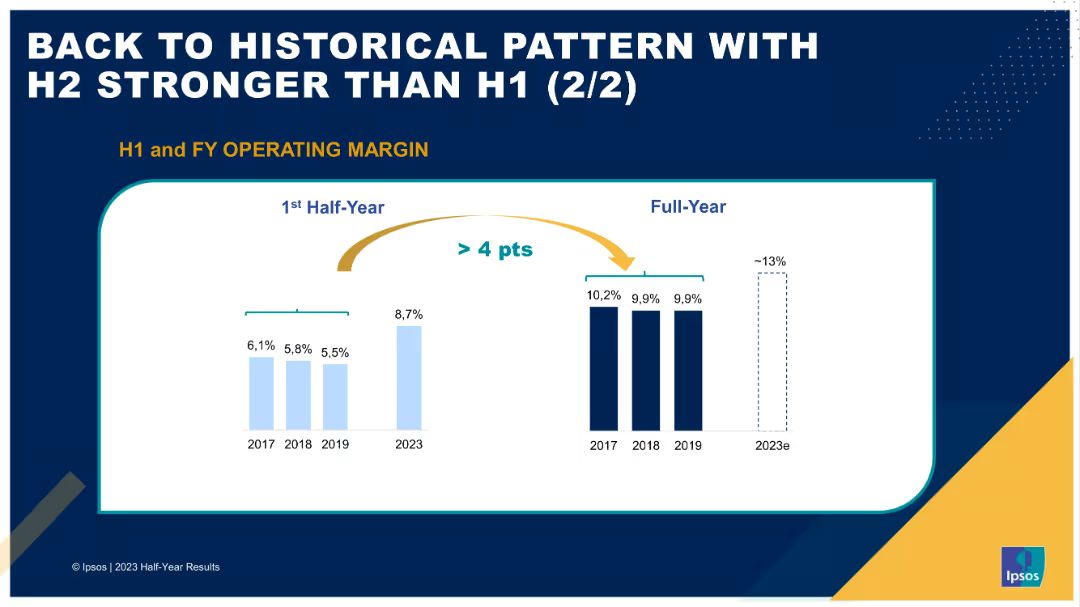 BACK TO HISTORICAL PATTERN WITH
H2 STRONGER THAN H1 (2/2)
H1 and FY OPERATING MARGIN
1st Half-Year
Full-Year
> 4 pts
~13%
10,2% 9,9% 9,9%
8,7%
6,1% 5,8% 5,5%
2017 2018 2019 2023
2017 2018 2019 2023e
© Ipsos | 2023 Half-Year Results
Ipsos